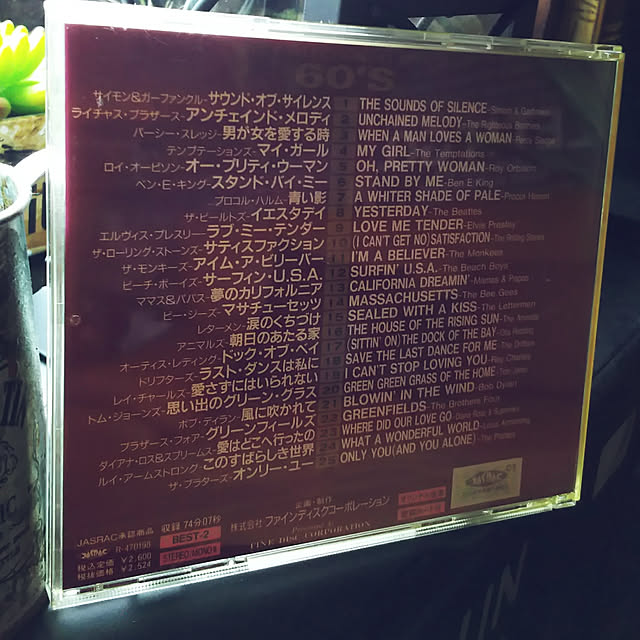 60'S
サイモン&ガーファンクル-サウンド・オブ・サイレンス 1 THE SOUNDS OF SILENCE-Simon & Garfunkel
ライチャス・ブラザース-アンチェインド・メロディ 2 UNCHAINED MELODY-The Righteous Brothers
パーシー・スレッジ-男が女を愛する時 3 WHEN A MAN LOVES A WOMAN-Percy Sledge
テンプテーションズ-マイ・ガール 4 MY GIRL-The Temptations
ロイ・オービソン-オー・プリティ・ウーマン 5 OH, PRETTY WOMAN-Roy Orbison
ベン・E・キング-スタンド・バイ・ミー 6 STAND BY ME-Ben E King
プロコル・ハルム-青い影 7 A WHITER SHADE OF PALE-Procol Harum
ザ・ビートルズ-イエスタデイ 8 YESTERDAY-The Beatles
エルヴィス・プレスリー-ラブ・ミー・テンダー 9 LOVE ME TENDER-Elvis Presley
ザ・ローリング・ストーンズ-サティスファクション 10 (I CAN'T GET NO) SATISFACTION-The Rolling Stones
ザ・モンキーズ-アイム・ア・ビリーバー 11 I'M A BELIEVER-The Monkees
ビーチ・ボーイズ-サーフィン・U.S.A. 12 SURFIN' U.S.A.-The Beach Boys
ママス&パパス-夢のカリフォルニア 13 CALIFORNIA DREAMIN'-Mamas & Papas
ビー・ジーズ-マサチューセッツ 14 MASSACHUSETTS-The Bee Gees
レターメン-涙のくちづけ 15 SEALED WITH A KISS-The Lettermen
アニマルズ-朝日のあたる家 16 THE HOUSE OF THE RISING SUN-The Animals
オーティス・レディング-ドック・オブ・ベイ 17 (SITTIN' ON) THE DOCK OF THE BAY-Otis Redding
ドリフターズ-ラスト・ダンスは私に 18 SAVE THE LAST DANCE FOR ME-The Drifters
レイ・チャールズ-愛さずにはいられない 19 I CAN'T STOP LOVING YOU-Ray Charles
トム・ジョーンズ-思い出のグリーン・グラス 20 GREEN GREEN GRASS OF THE HOME-Tom Jones
ボブ・ディラン-風に吹かれて 21 BLOWIN' IN THE WIND-Bob Dylan
ブラザース・フォア-グリーンフィールズ 22 GREENFIELDS-The Brothers Four
ダイアナ・ロス&スプリームス-愛はどこへ行ったの 23 WHERE DID OUR LOVE GO-Diana Ross & Supremes
ルイ・アームストロング-このすばらしき世界 24 WHAT A WONDERFUL WORLD-Louis Armstrong
ザ・プラターズ-オンリー・ユー 25 ONLY YOU (AND YOU ALONE)-The Platters
JASRAC承認商品
JASRAC R-470198
税込定価 ¥2,600
税抜価格 ¥2,524
収録 74分07秒
BEST-2
STEREO/MONO
企画・制作
株式会社 ファインディスクコーポレーション
FINE DISC CORPORATION
JASRAC